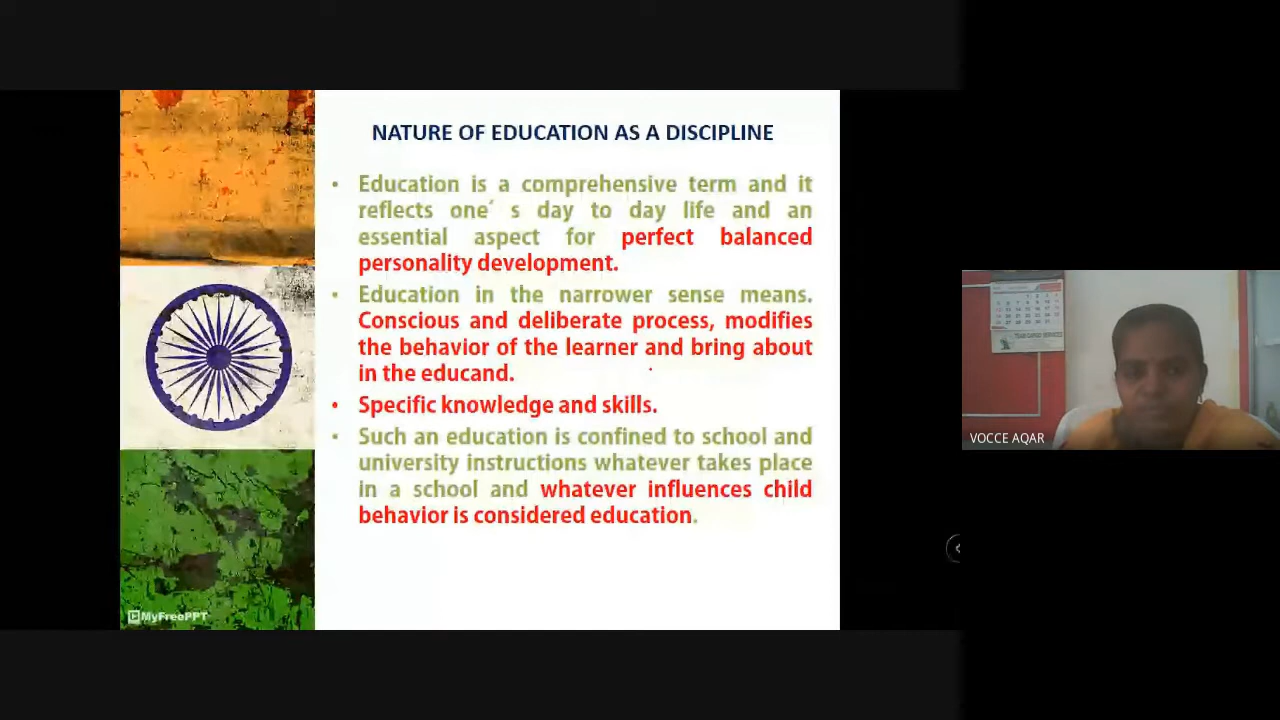 NATURE OF EDUCATION AS A DISCIPLINE
• Education is a comprehensive term and it
reflects one' s day to day life and an
essential aspect for perfect balanced
personality development.
• Education in the narrower sense means.
Conscious and deliberate process, modifies
the behavior of the learner and bring about
in the educand.
• Specific knowledge and skills.
• Such an education is confined to school and
university instructions whatever takes place
in a school and whatever influences child
behavior is considered education.
MyFreePPT
VOCCE AQAR